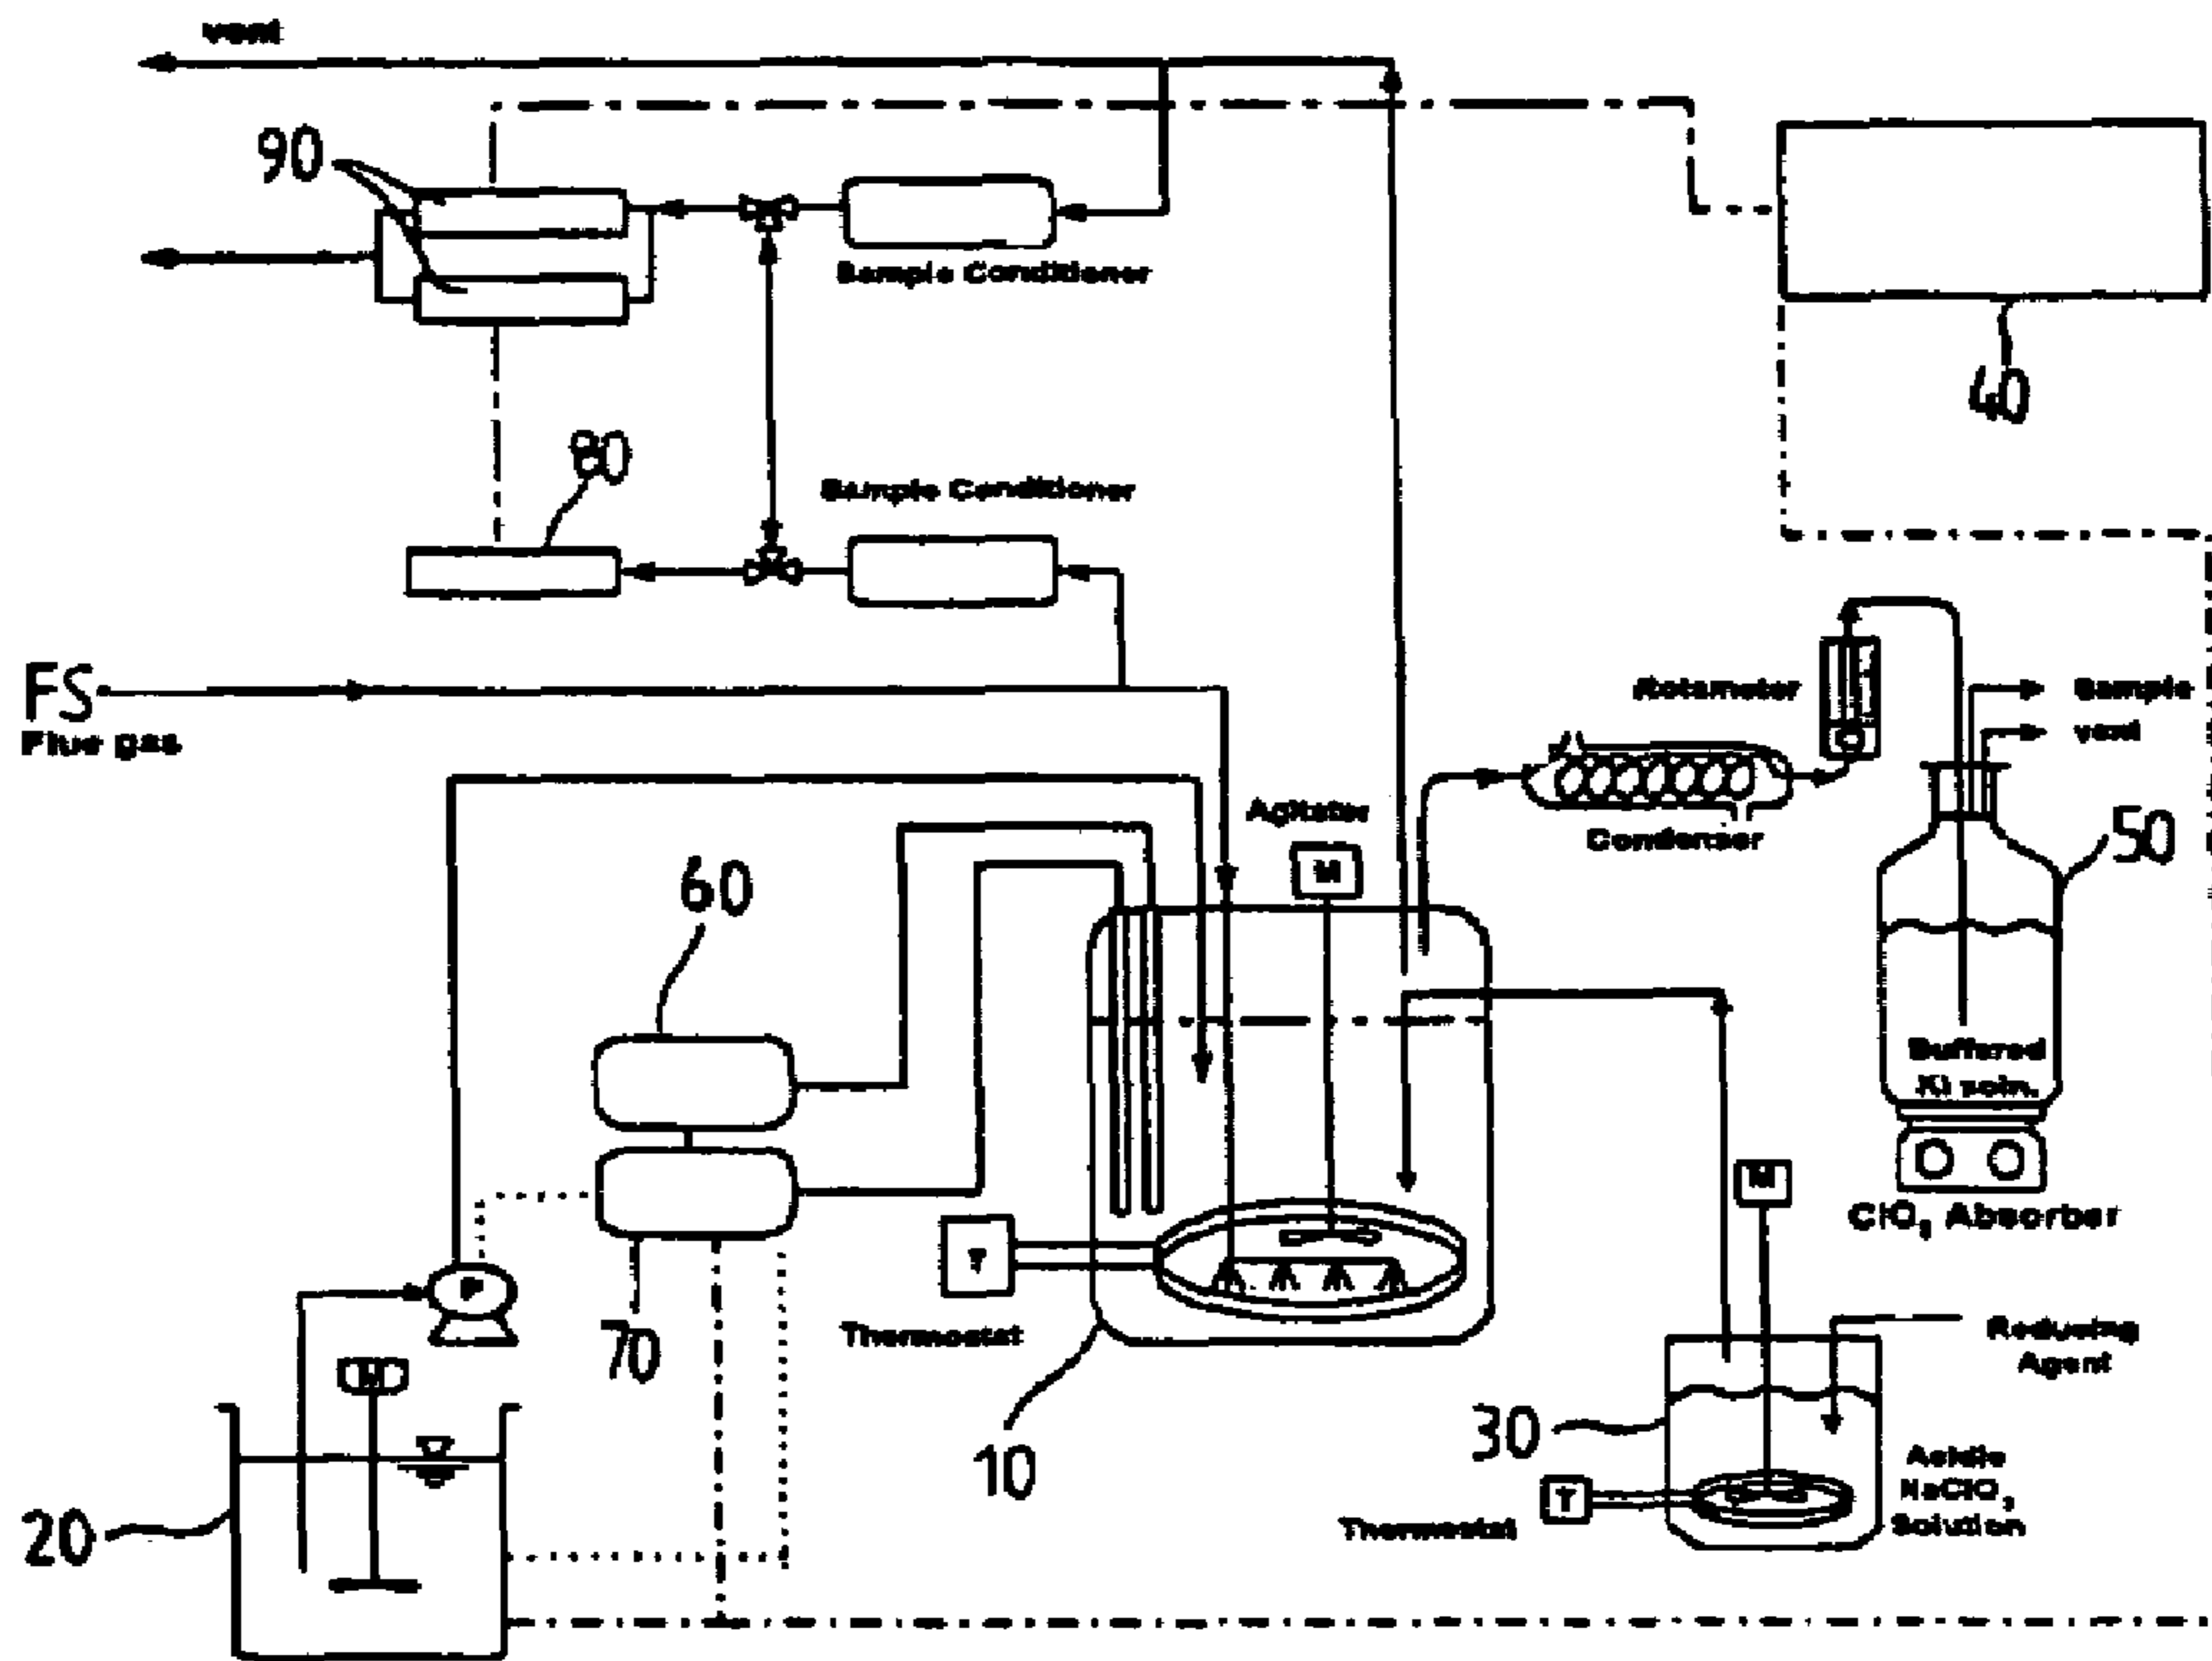 vent
90
Sample Conditioner
40
80
Sample Conditioner
FS
Flue gas
Rotameter
Sample
vent
Agitator
M
Condenser
50
60
Buffered
KI soln.
ClO2 Absorber
M
P
T
Thermostat
70
M
10
20
30
Reducing
Agent
Acidic
NaClO3
Solution
T
Thermostat